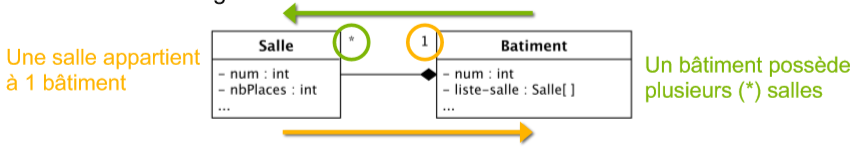 Une salle appartient
à 1 bâtiment
Salle
- num : int
- nbPlaces : int
...
*
1
Batiment
- num : int
- liste-salle : Salle[ ]
...
Un bâtiment possède
plusieurs (*) salles